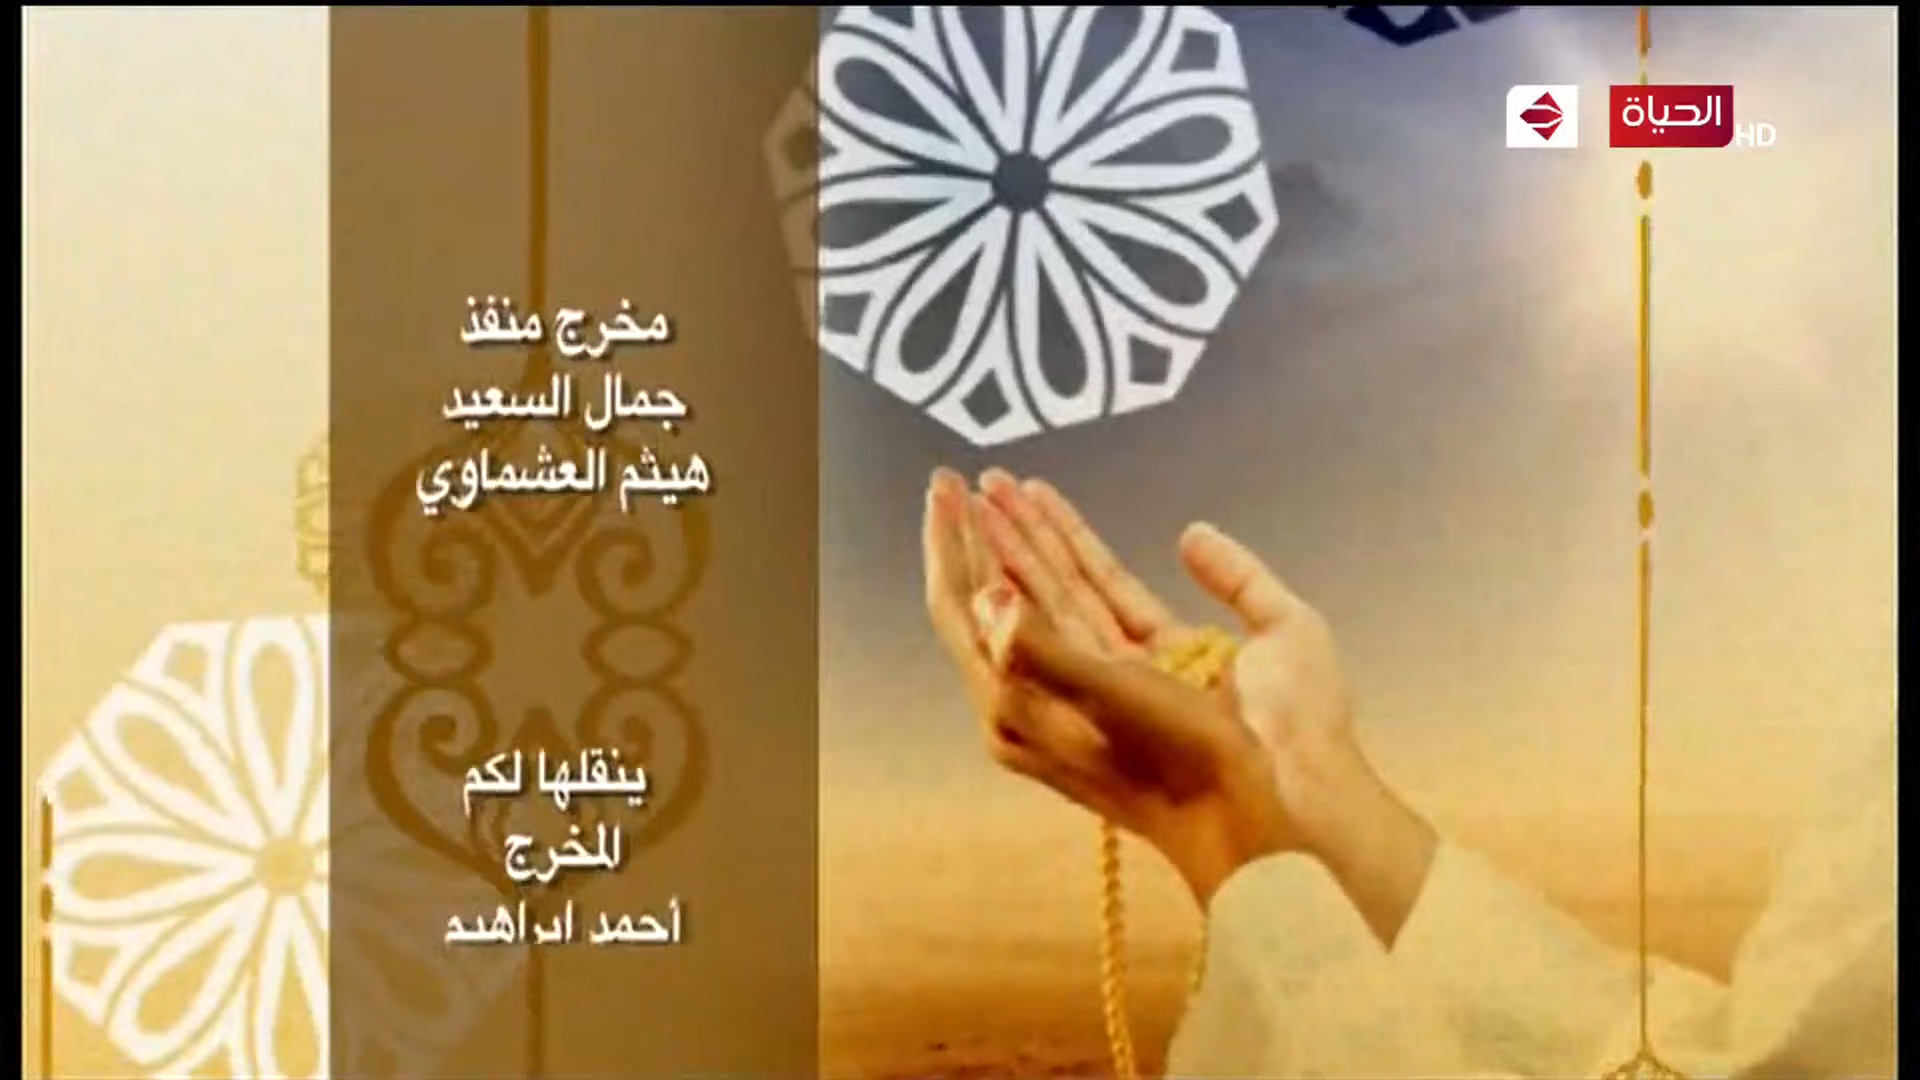 الحياة
HD
مخرج منفذ
جمال السعيد
هيثم العشماوي
ينقلها لكم
المخرج
أحمد ابراهيم